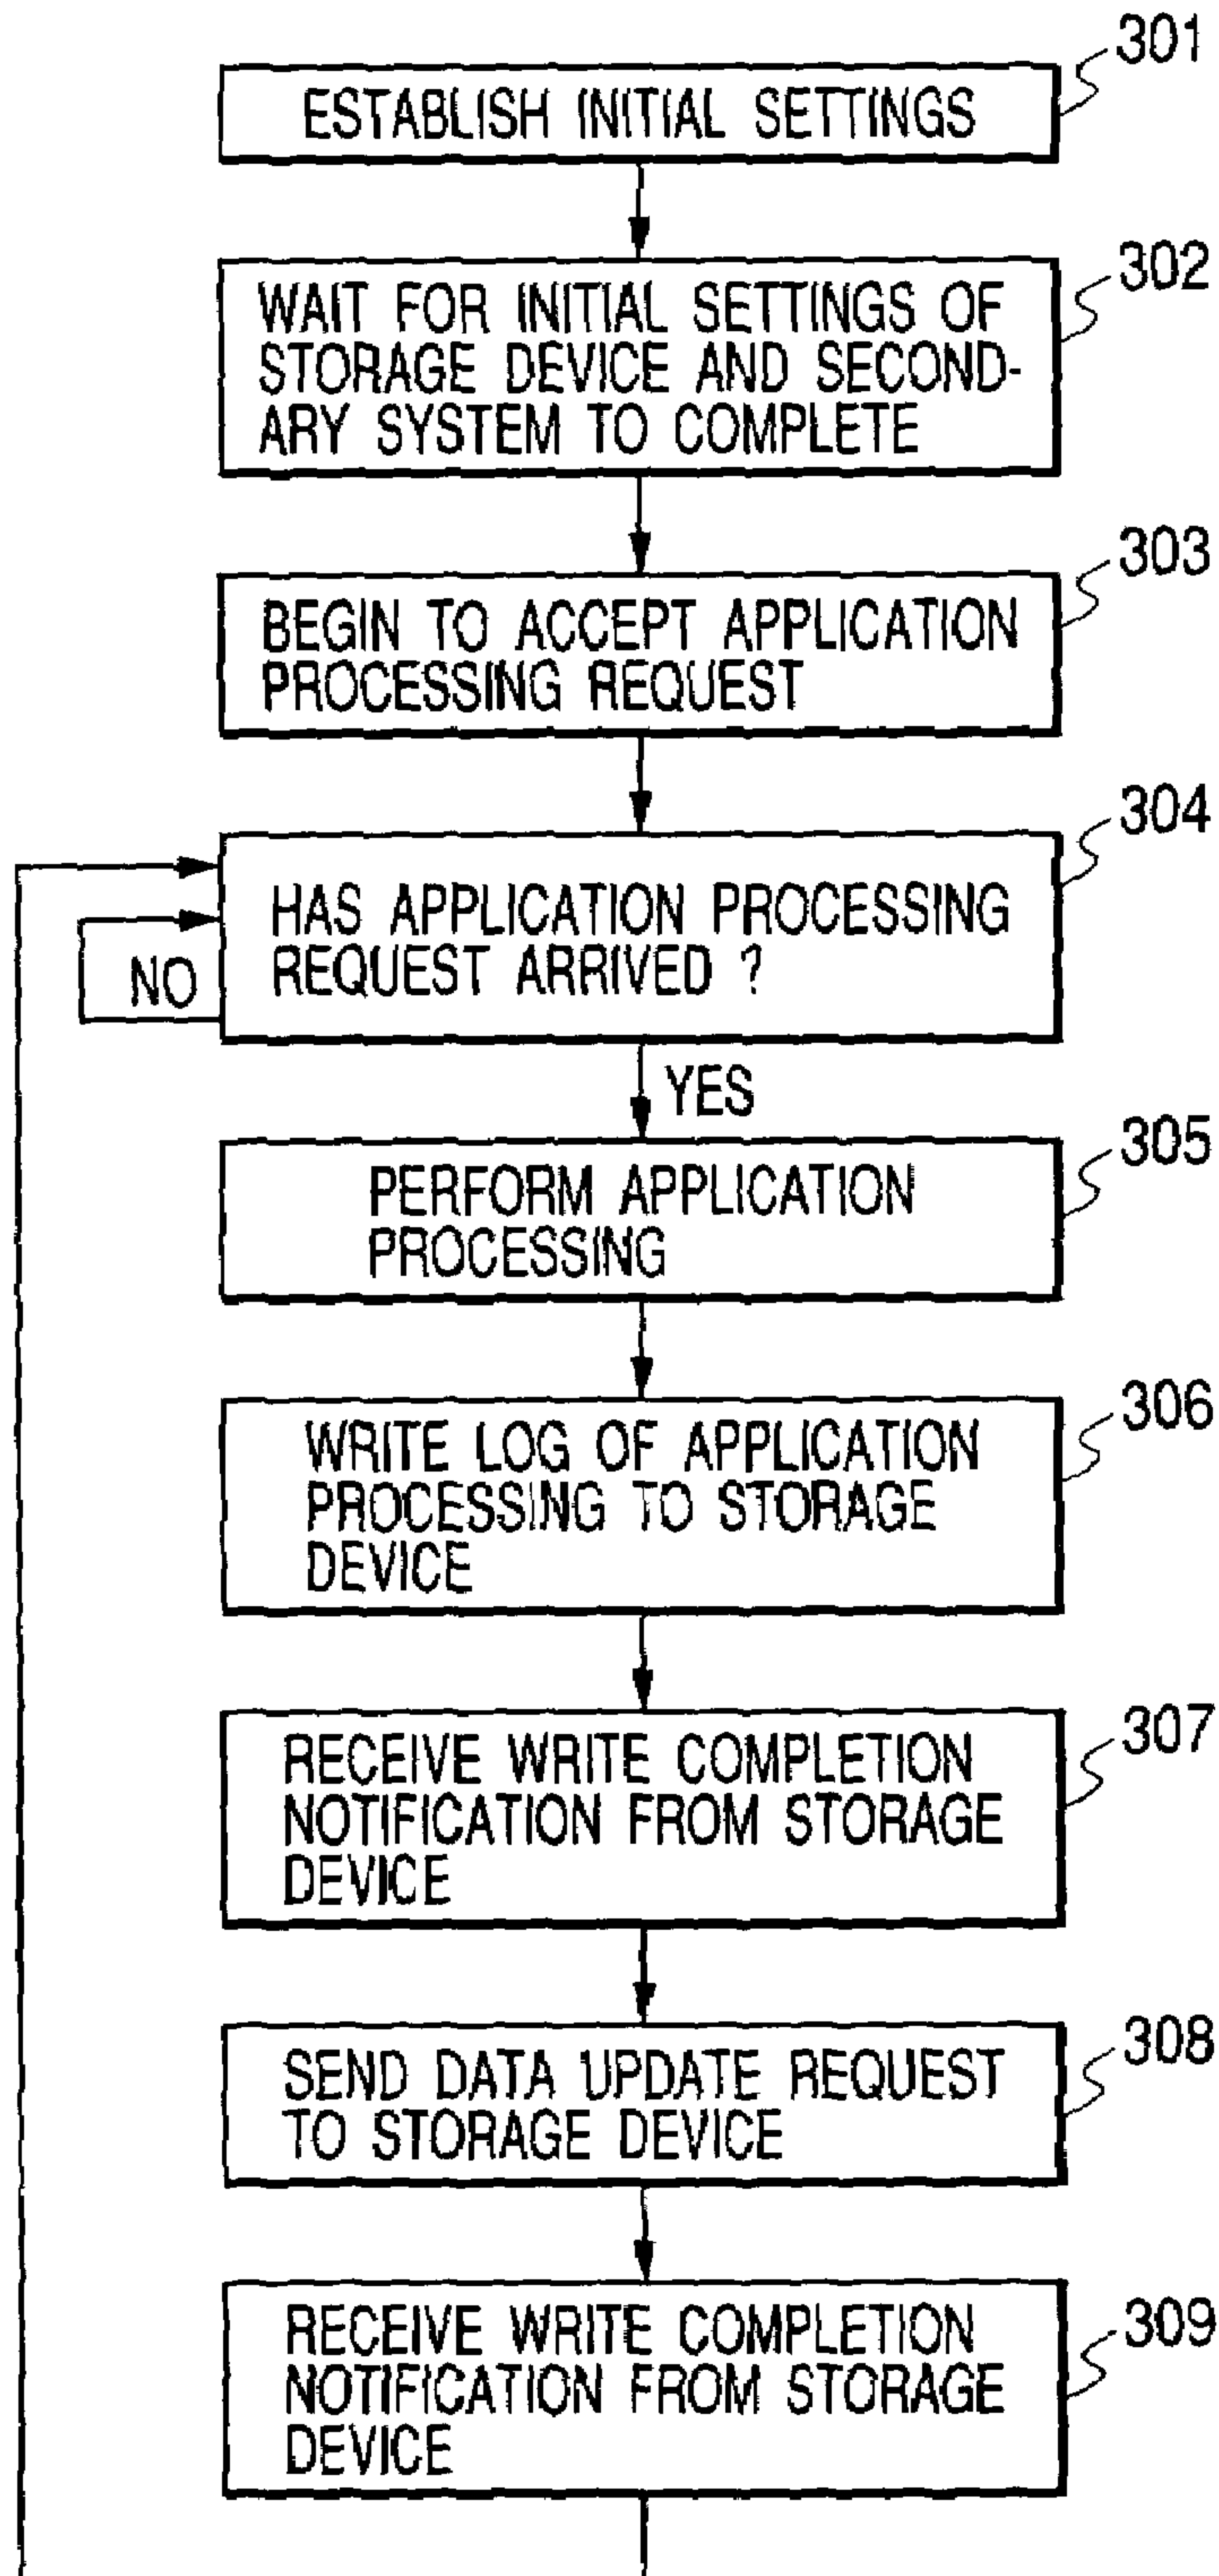 301
ESTABLISH INITIAL SETTINGS
302
WAIT FOR INITIAL SETTINGS OF
STORAGE DEVICE AND SECOND-
ARY SYSTEM TO COMPLETE
303
BEGIN TO ACCEPT APPLICATION
PROCESSING REQUEST
304
HAS APPLICATION PROCESSING
REQUEST ARRIVED ?
NO
YES
305
PERFORM APPLICATION
PROCESSING
306
WRITE LOG OF APPLICATION
PROCESSING TO STORAGE
DEVICE
307
RECEIVE WRITE COMPLETION
NOTIFICATION FROM STORAGE
DEVICE
308
SEND DATA UPDATE REQUEST
TO STORAGE DEVICE
309
RECEIVE WRITE COMPLETION
NOTIFICATION FROM STORAGE
DEVICE